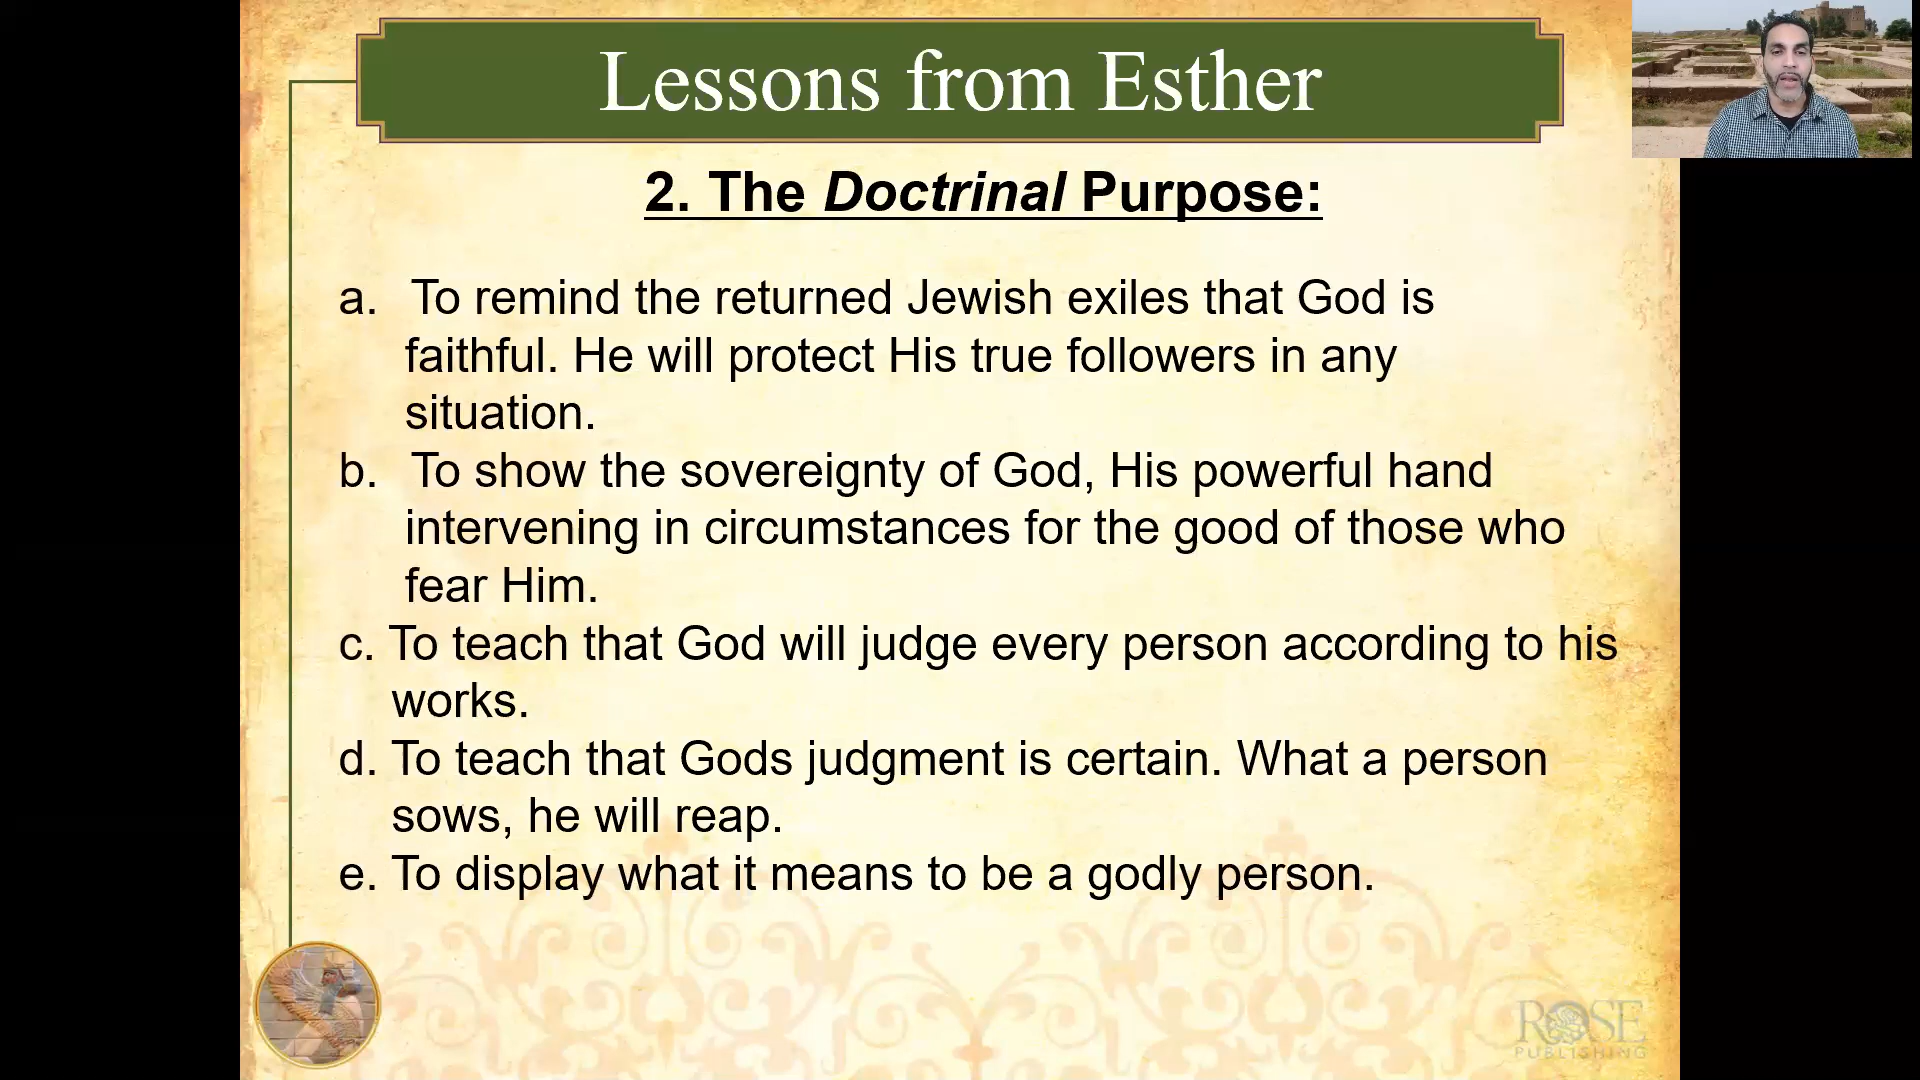 Lessons from Esther
2. The Doctrinal Purpose:
a. To remind the returned Jewish exiles that God is
faithful. He will protect His true followers in any
situation.
b. To show the sovereignty of God, His powerful hand
intervening in circumstances for the good of those who
fear Him.
c. To teach that God will judge every person according to his
works.
d. To teach that Gods judgment is certain. What a person
sows, he will reap.
e. To display what it means to be a godly person.
ROSE
PUBLISHING